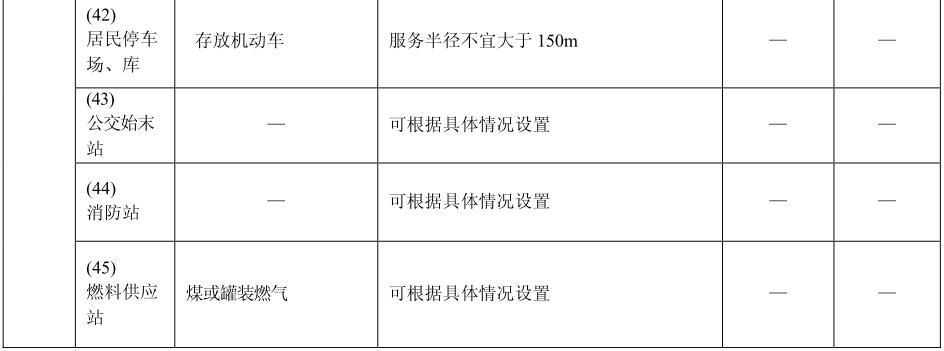 (42)
居民停车
场、库
存放机动车
服务半径不宜大于 150m
—
—
(43)
公交始末
站
—
可根据具体情况设置
—
—
(44)
消防站
—
可根据具体情况设置
—
—
(45)
燃料供应
站
煤或罐装燃气
可根据具体情况设置
—
—